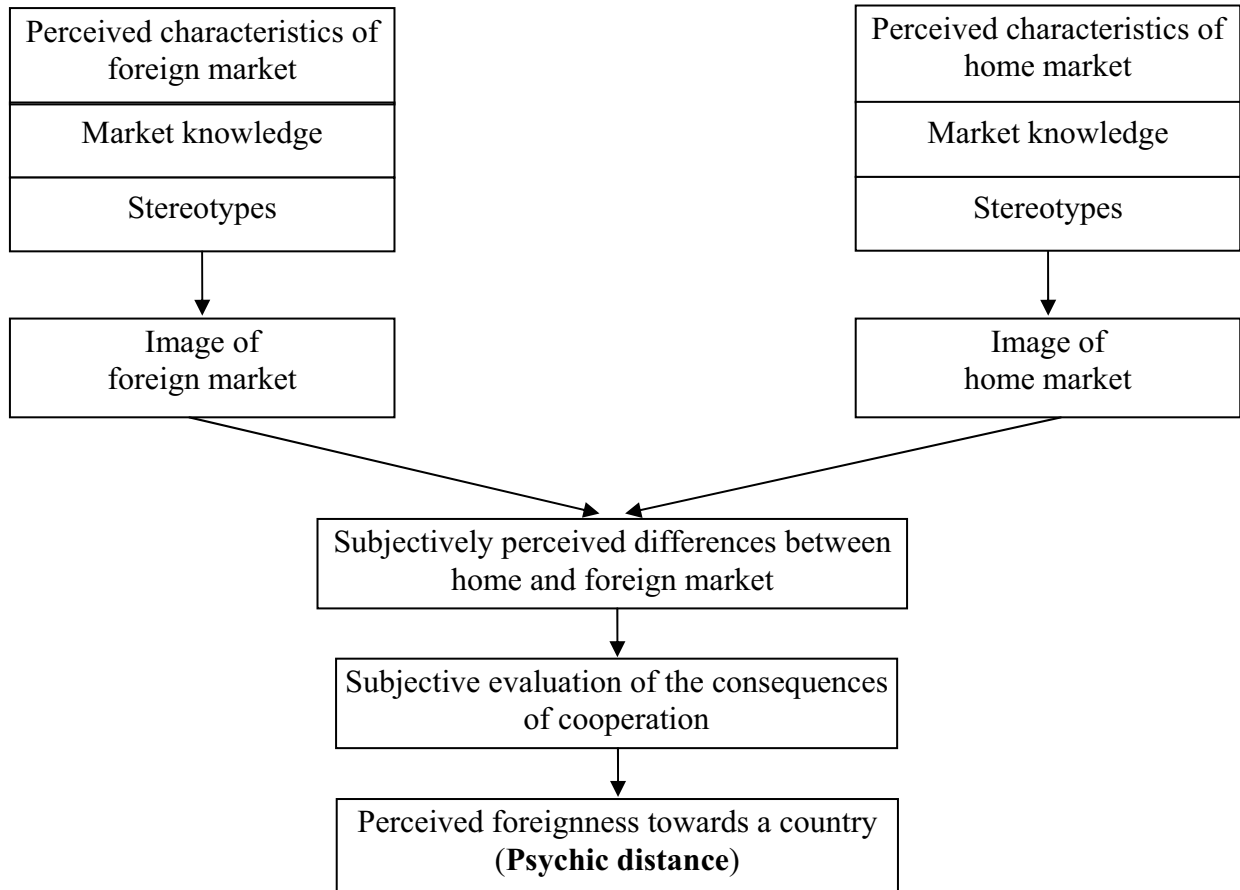 Perceived characteristics of
foreign market
Market knowledge
Stereotypes
Image of
foreign market
Perceived characteristics of
home market
Market knowledge
Stereotypes
Image of
home market
Subjectively perceived differences between
home and foreign market
Subjective evaluation of the consequences
of cooperation
Perceived foreignness towards a country
(Psychic distance)